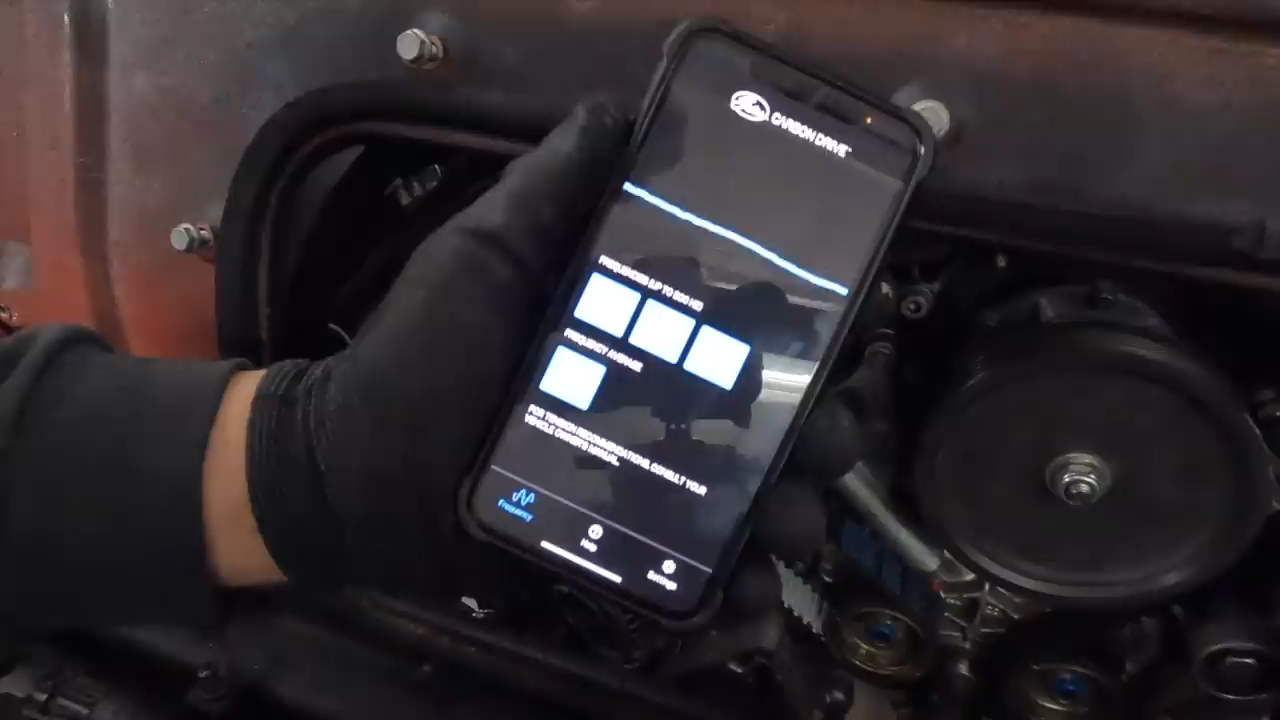 CARBON DRIVE
FREQUENCIES (UP TO 800 HZ)
FREQUENCY AVERAGE
FOR TENSION RECOMMENDATIONS, CONSULT YOUR
VEHICLE OWNER'S MANUAL.
Frequency
Help
Settings